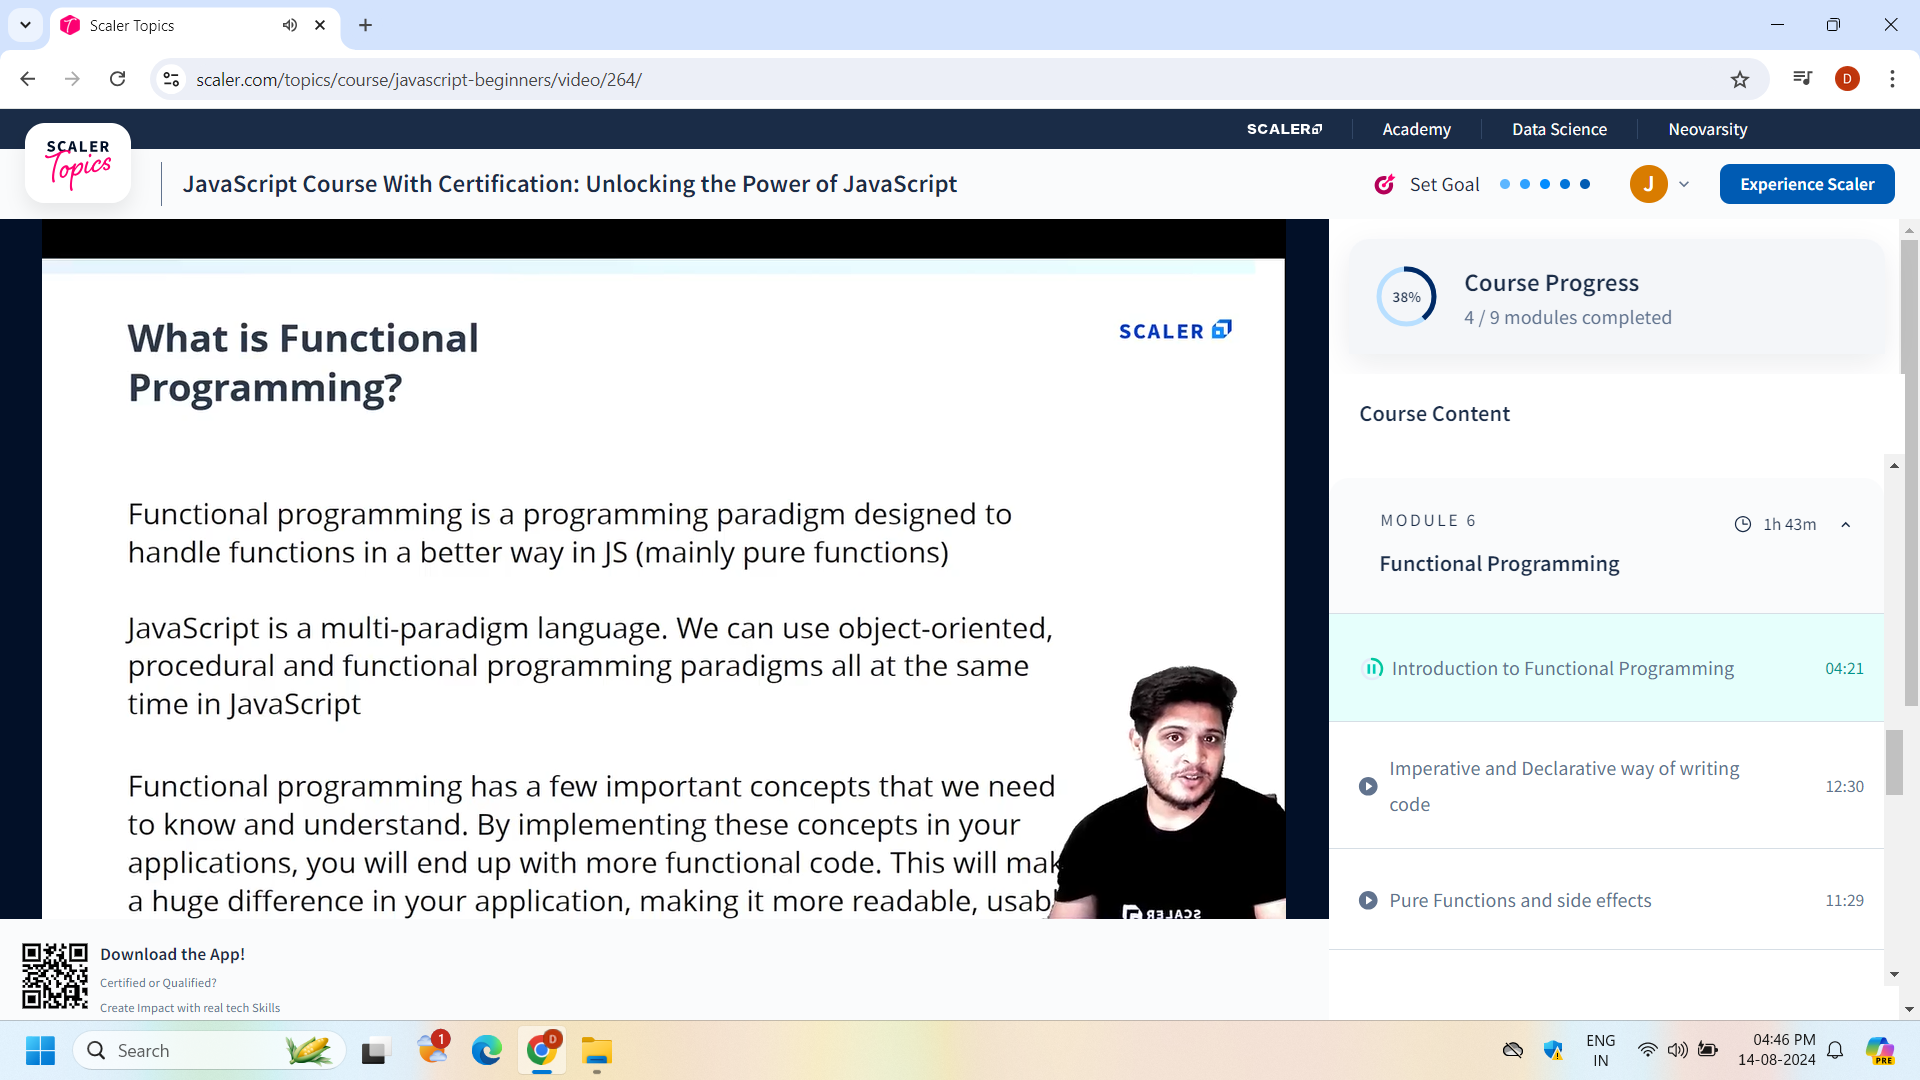 Scaler Topics
scaler.com/topics/course/javascript-beginners/video/264/
D
SCALER
Academy
Data Science
Neovarsity
SCALER
Topics
JavaScript Course With Certification: Unlocking the Power of JavaScript
Set Goal
J
Experience Scaler
What is Functional
Programming?
SCALER
Functional programming is a programming paradigm designed to
handle functions in a better way in JS (mainly pure functions)
JavaScript is a multi-paradigm language. We can use object-oriented,
procedural and functional programming paradigms all at the same
time in JavaScript
Functional programming has a few important concepts that we need
to know and understand. By implementing these concepts in your
applications, you will end up with more functional code. This will mak
a huge difference in your application, making it more readable, usab
SCALER
38%
Course Progress
4 / 9 modules completed
Course Content
MODULE 6
1h 43m
Functional Programming
Introduction to Functional Programming
04:21
Imperative and Declarative way of writing
code
12:30
Pure Functions and side effects
11:29
Download the App!
Certified or Qualified?
Create Impact with real tech Skills
Search
1
D
ENG
IN
04:46 PM
14-08-2024
PRE